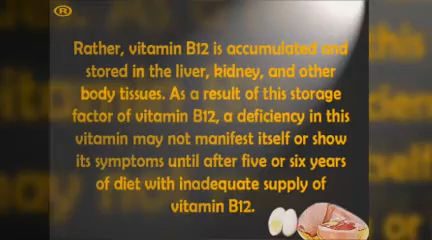 ®
Rather, vitamin B12 is accumulated and
stored in the liver, kidney, and other
body tissues. As a result of this storage
factor of vitamin B12, a deficiency in this
vitamin may not manifest itself or show
its symptoms until after five or six years
of diet with inadequate supply of
vitamin B12.